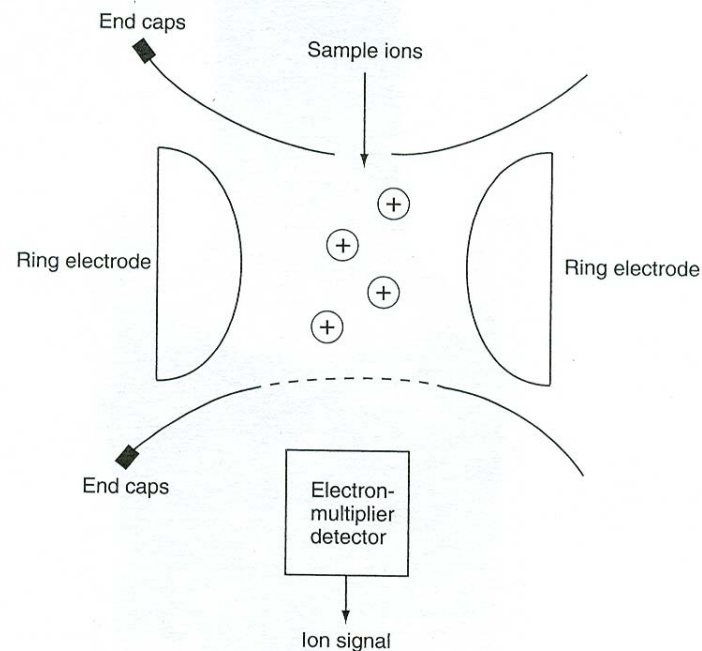 End caps
Sample ions
+
+
Ring electrode
Ring electrode
+
+
End caps
Electron-
multiplier
detector
Ion signal